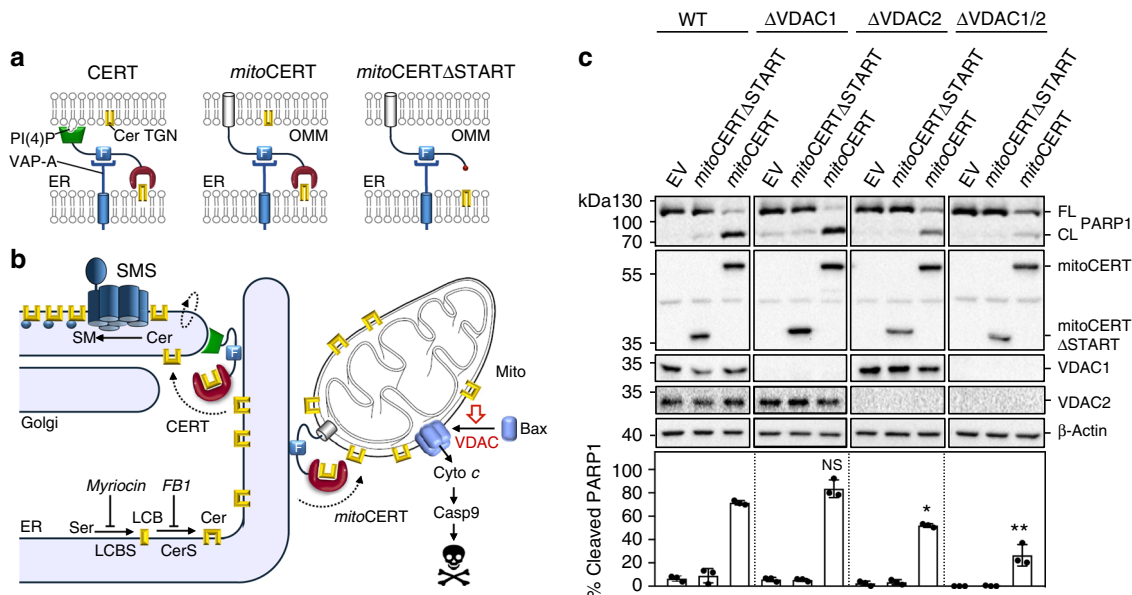 a
CERT
mitoCERT
mitoCERTΔSTART
PI(4)P
Cer TGN
OMM
OMM
VAP-A
F
F
F
ER
ER
ER
b
SMS
SM
Cer
F
Golgi
CERT
Mito
VDAC
Bax
F
Cyto c
mitoCERT
Casp9
Myriocin
FB1
ER
Ser
LCB
Cer
LCBS
CerS
c
WT
ΔVDAC1
ΔVDAC2
ΔVDAC1/2
EV
mitoCERTΔSTART
mitoCERT
EV
mitoCERTΔSTART
mitoCERT
EV
mitoCERTΔSTART
mitoCERT
EV
mitoCERTΔSTART
mitoCERT
kDa 130
100
70
FL
PARP1
CL
55
mitoCERT
35
mitoCERT
ΔSTART
35
VDAC1
35
VDAC2
40
β-Actin
% Cleaved PARP1
100
80
60
40
20
0
NS
*
**